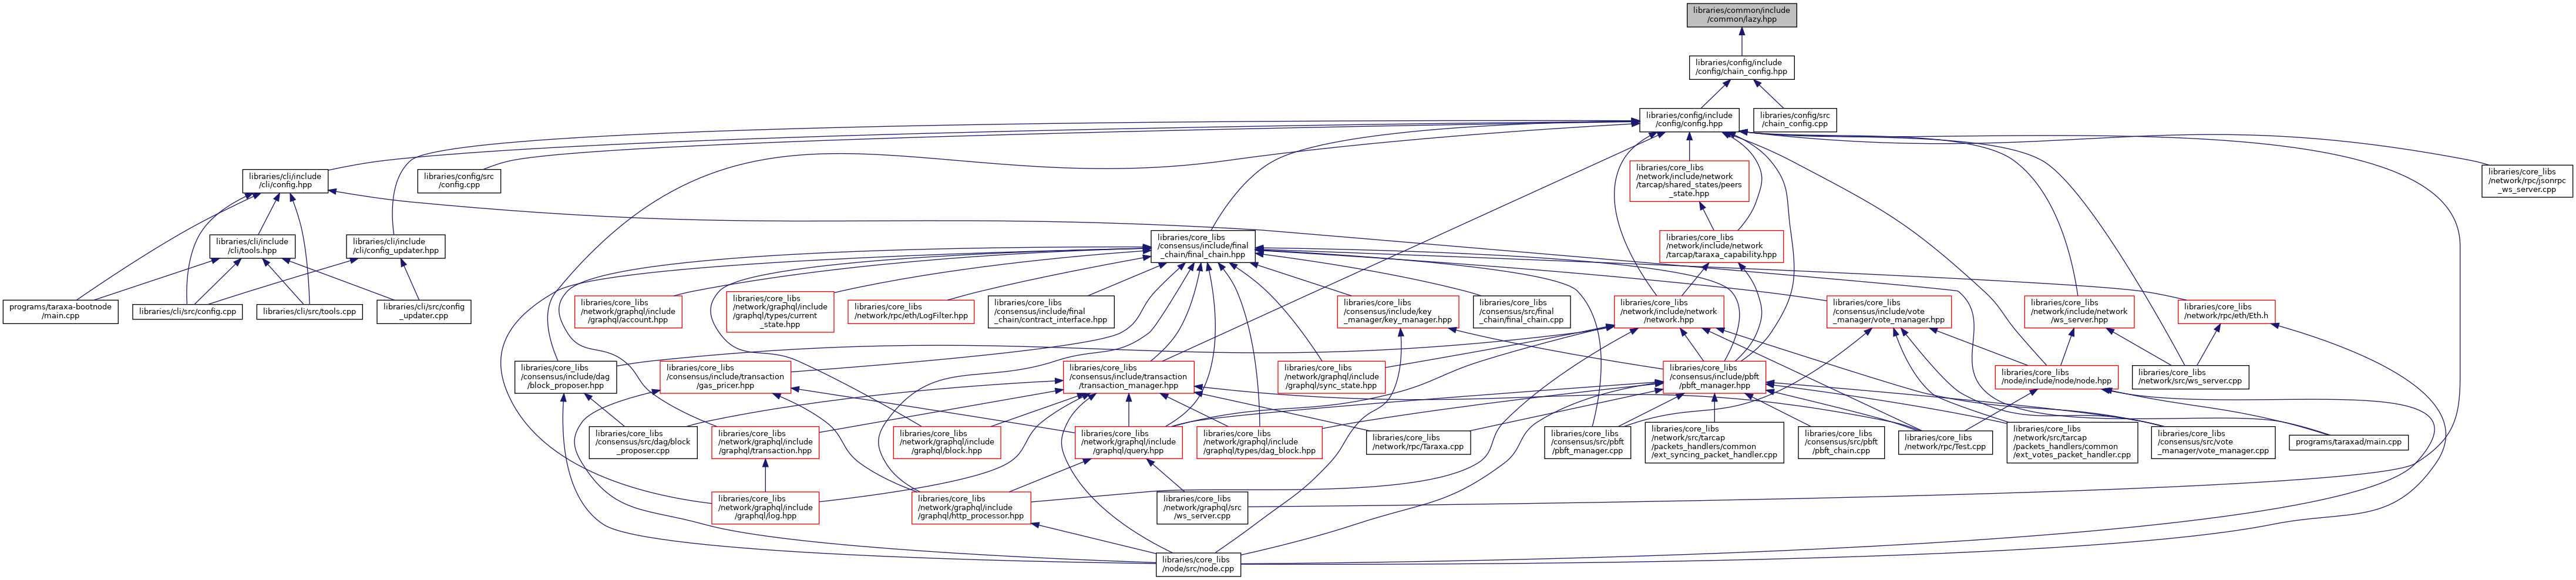 libraries/common/include
/common/lazy.hpp
libraries/config/include
/config/chain_config.hpp
libraries/config/include
/config/config.hpp
libraries/config/src
/chain_config.cpp
libraries/cli/include
/cli/config.hpp
libraries/config/src
/config.cpp
libraries/core_libs
/network/include/network
/tarcap/shared_states/peers
_state.hpp
libraries/core_libs
/network/rpc/jsonrpc
_ws_server.cpp
libraries/cli/include
/cli/tools.hpp
libraries/cli/include
/cli/config_updater.hpp
libraries/core_libs
/consensus/include/final
_chain/final_chain.hpp
libraries/core_libs
/network/include/network
/tarcap/taraxa_capability.hpp
programs/taraxa-bootnode
/main.cpp
libraries/cli/src/config.cpp
libraries/cli/src/tools.cpp
libraries/cli/src/config
_updater.cpp
libraries/core_libs
/network/graphql/include
/graphql/account.hpp
libraries/core_libs
/network/graphql/include
/graphql/types/current
_state.hpp
libraries/core_libs
/network/rpc/eth/LogFilter.hpp
libraries/core_libs
/consensus/include/final
_chain/contract_interface.hpp
libraries/core_libs
/consensus/include/key
_manager/key_manager.hpp
libraries/core_libs
/consensus/src/final
_chain/final_chain.cpp
libraries/core_libs
/network/include/network
/network.hpp
libraries/core_libs
/consensus/include/vote
_manager/vote_manager.hpp
libraries/core_libs
/network/include/network
/ws_server.hpp
libraries/core_libs
/network/rpc/eth/Eth.h
libraries/core_libs
/consensus/include/dag
/block_proposer.hpp
libraries/core_libs
/consensus/include/transaction
/gas_pricer.hpp
libraries/core_libs
/consensus/include/transaction
/transaction_manager.hpp
libraries/core_libs
/network/graphql/include
/graphql/sync_state.hpp
libraries/core_libs
/consensus/include/pbft
/pbft_manager.hpp
libraries/core_libs
/node/include/node/node.hpp
libraries/core_libs
/network/src/ws_server.cpp
libraries/core_libs
/consensus/src/dag/block
_proposer.cpp
libraries/core_libs
/network/graphql/include
/graphql/transaction.hpp
libraries/core_libs
/network/graphql/include
/graphql/block.hpp
libraries/core_libs
/network/graphql/include
/graphql/query.hpp
libraries/core_libs
/network/graphql/include
/graphql/types/dag_block.hpp
libraries/core_libs
/network/rpc/Taraxa.cpp
libraries/core_libs
/consensus/src/pbft
/pbft_manager.cpp
libraries/core_libs
/network/src/tarcap
/packets_handlers/common
/ext_syncing_packet_handler.cpp
libraries/core_libs
/consensus/src/pbft
/pbft_chain.cpp
libraries/core_libs
/network/rpc/Test.cpp
libraries/core_libs
/network/src/tarcap
/packets_handlers/common
/ext_votes_packet_handler.cpp
libraries/core_libs
/consensus/src/vote
_manager/vote_manager.cpp
programs/taraxad/main.cpp
libraries/core_libs
/network/graphql/include
/graphql/log.hpp
libraries/core_libs
/network/graphql/include
/graphql/http_processor.hpp
libraries/core_libs
/network/graphql/src
/ws_server.cpp
libraries/core_libs
/node/src/node.cpp